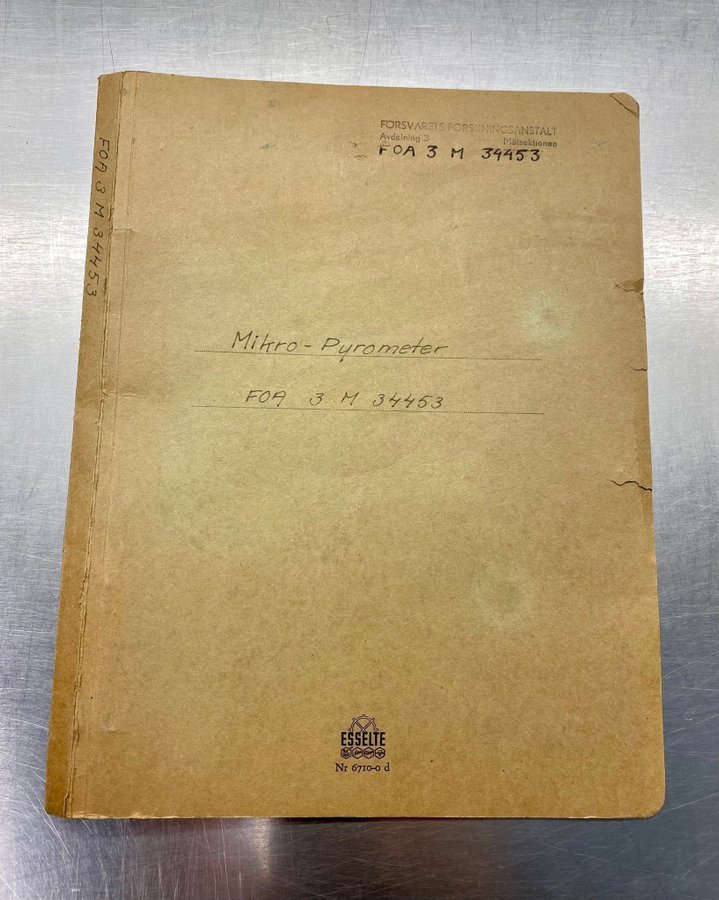 FÖRSVARETS FORSKNINGSANSTALT
Avdelning 3 Mätsektionen
FOA 3 M 34453
FOA 3 M 34453
Mikro-Pyrometer
FOA 3 M 34453
ESSELTE
Nr 6710-0 d